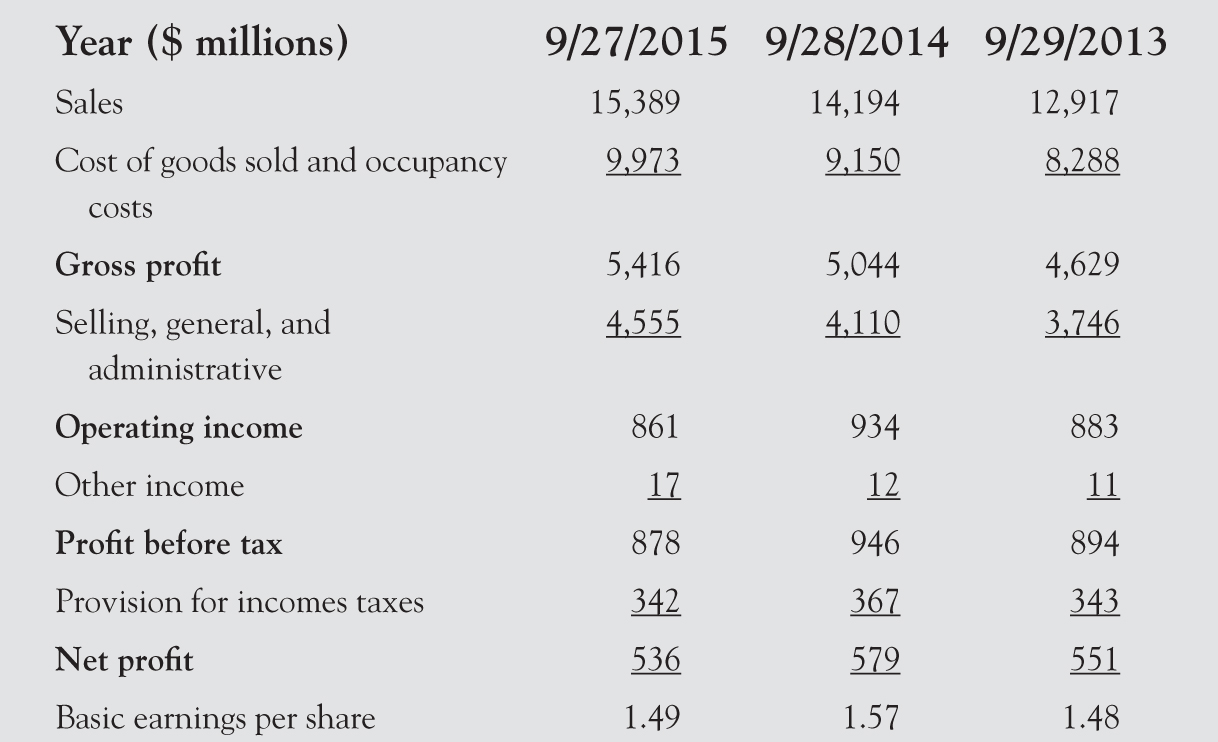 Year ($ millions) 9/27/2015 9/28/2014 9/29/2013
Sales 15,389 14,194 12,917
Cost of goods sold and occupancy 9,973 9,150 8,288
costs
Gross profit 5,416 5,044 4,629
Selling, general, and 4,555 4,110 3,746
administrative
Operating income 861 934 883
Other income 17 12 11
Profit before tax 878 946 894
Provision for incomes taxes 342 367 343
Net profit 536 579 551
Basic earnings per share 1.49 1.57 1.48